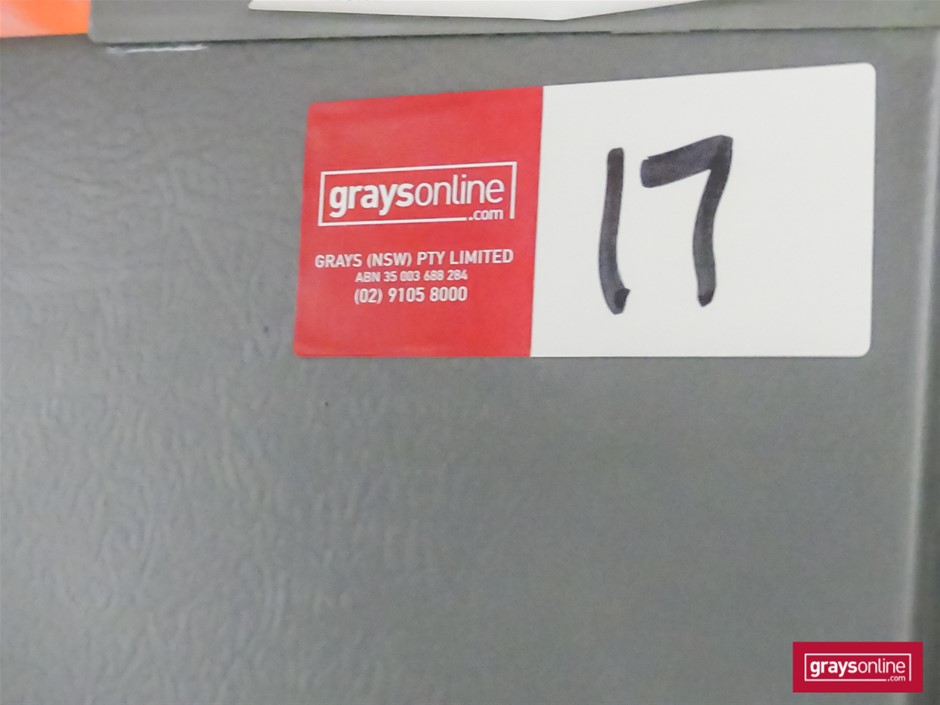 graysonline
.com
GRAYS (NSW) PTY LIMITED
ABN 35 003 688 284
(02) 9105 8000
17
graysonline
.com